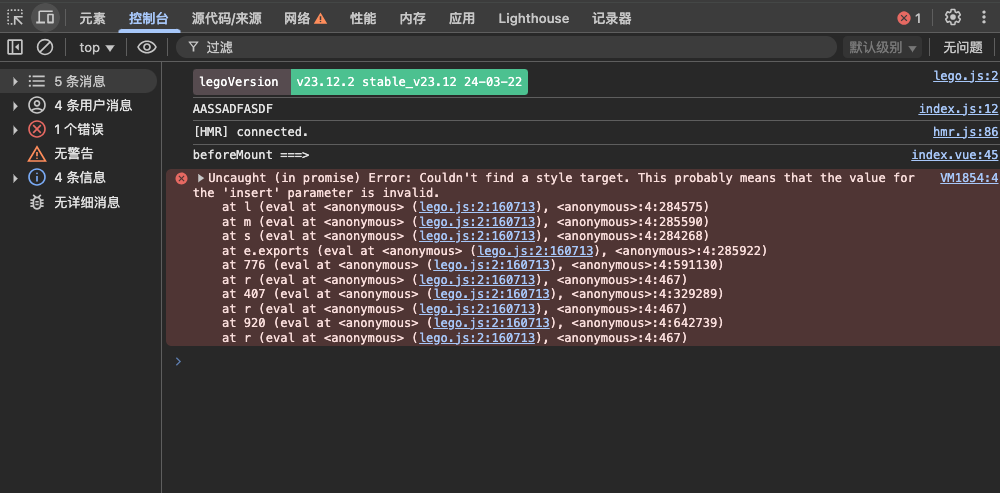 元素 控制台 源代码/来源 网络 性能 内存 应用 Lighthouse 记录器 1
top 过滤 默认级别 无问题
5 条消息
4 条用户消息
1 个错误
无警告
4 条信息
无详细消息
legoVersion v23.12.2 stable_v23.12 24-03-22 lego.js:2
AASSADFASDF index.js:12
[HMR] connected. hmr.js:86
beforeMount ===> index.vue:45
Uncaught (in promise) Error: Couldn't find a style target. This probably means that the value for VM1854:4
the 'insert' parameter is invalid.
at l (eval at <anonymous> (lego.js:2:160713), <anonymous>:4:284575)
at m (eval at <anonymous> (lego.js:2:160713), <anonymous>:4:285590)
at s (eval at <anonymous> (lego.js:2:160713), <anonymous>:4:284268)
at e.exports (eval at <anonymous> (lego.js:2:160713), <anonymous>:4:285922)
at 776 (eval at <anonymous> (lego.js:2:160713), <anonymous>:4:591130)
at r (eval at <anonymous> (lego.js:2:160713), <anonymous>:4:467)
at 407 (eval at <anonymous> (lego.js:2:160713), <anonymous>:4:329289)
at r (eval at <anonymous> (lego.js:2:160713), <anonymous>:4:467)
at 920 (eval at <anonymous> (lego.js:2:160713), <anonymous>:4:642739)
at r (eval at <anonymous> (lego.js:2:160713), <anonymous>:4:467)